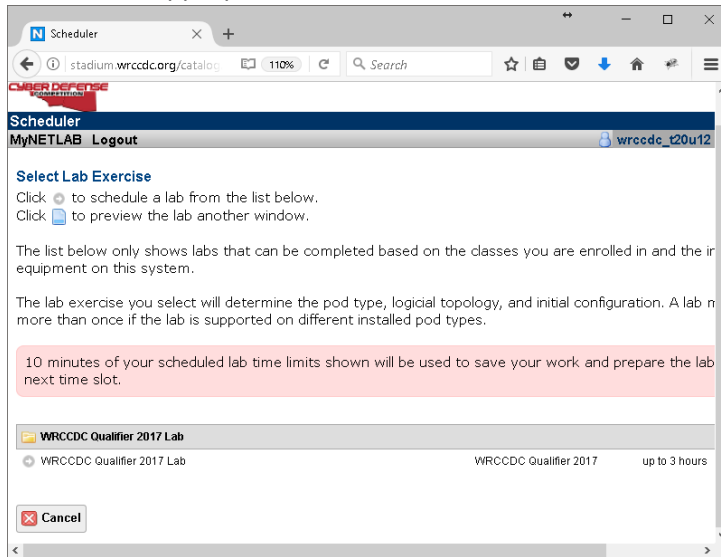 Scheduler
stadium.wrccdc.org/catalog 110% Search
CYBER DEFENSE
COMPETITION
Scheduler
MyNETLAB Logout wrccdc_t20u12
Select Lab Exercise
Click to schedule a lab from the list below.
Click to preview the lab another window.
The list below only shows labs that can be completed based on the classes you are enrolled in and the ir
equipment on this system.
The lab exercise you select will determine the pod type, logicial topology, and initial configuration. A lab m
more than once if the lab is supported on different installed pod types.
10 minutes of your scheduled lab time limits shown will be used to save your work and prepare the lab
next time slot.
WRCCDC Qualifier 2017 Lab
WRCCDC Qualifier 2017 Lab WRCCDC Qualifier 2017 up to 3 hours
Cancel